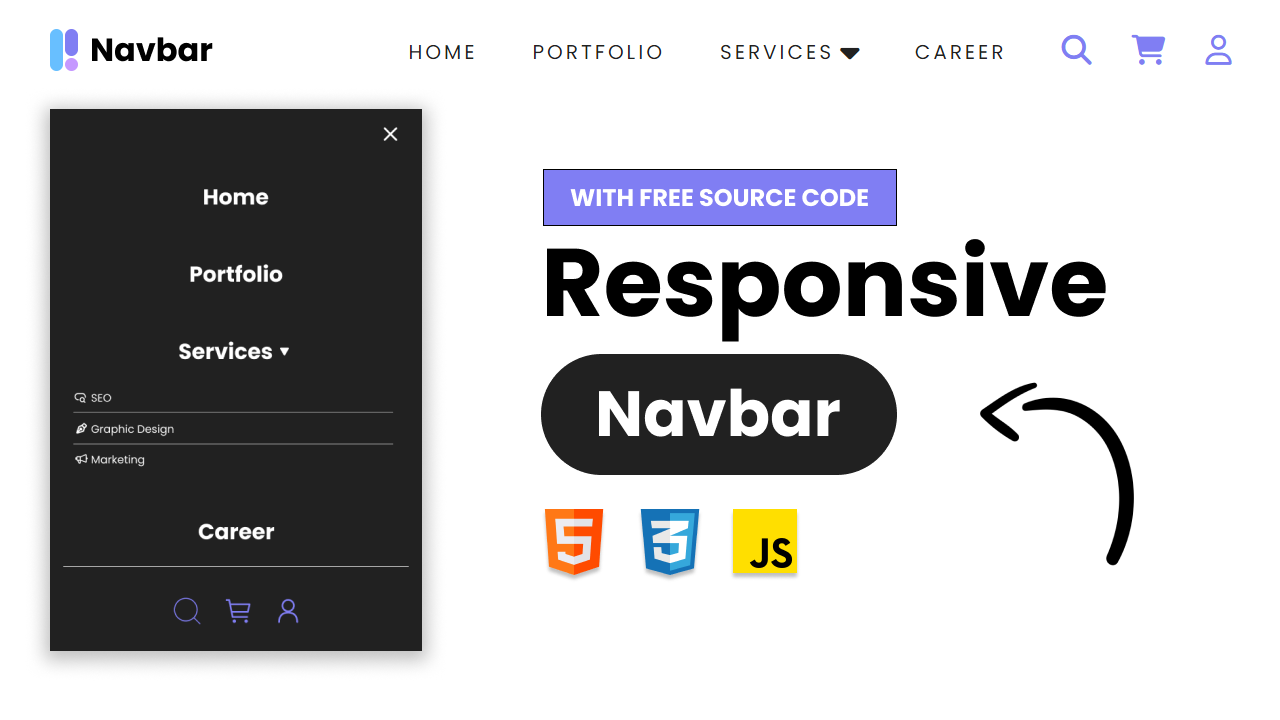 Navbar
HOME PORTFOLIO SERVICES CAREER
Home
Portfolio
Services
SEO
Graphic Design
Marketing
Career
WITH FREE SOURCE CODE
Responsive
Navbar
5
3
JS